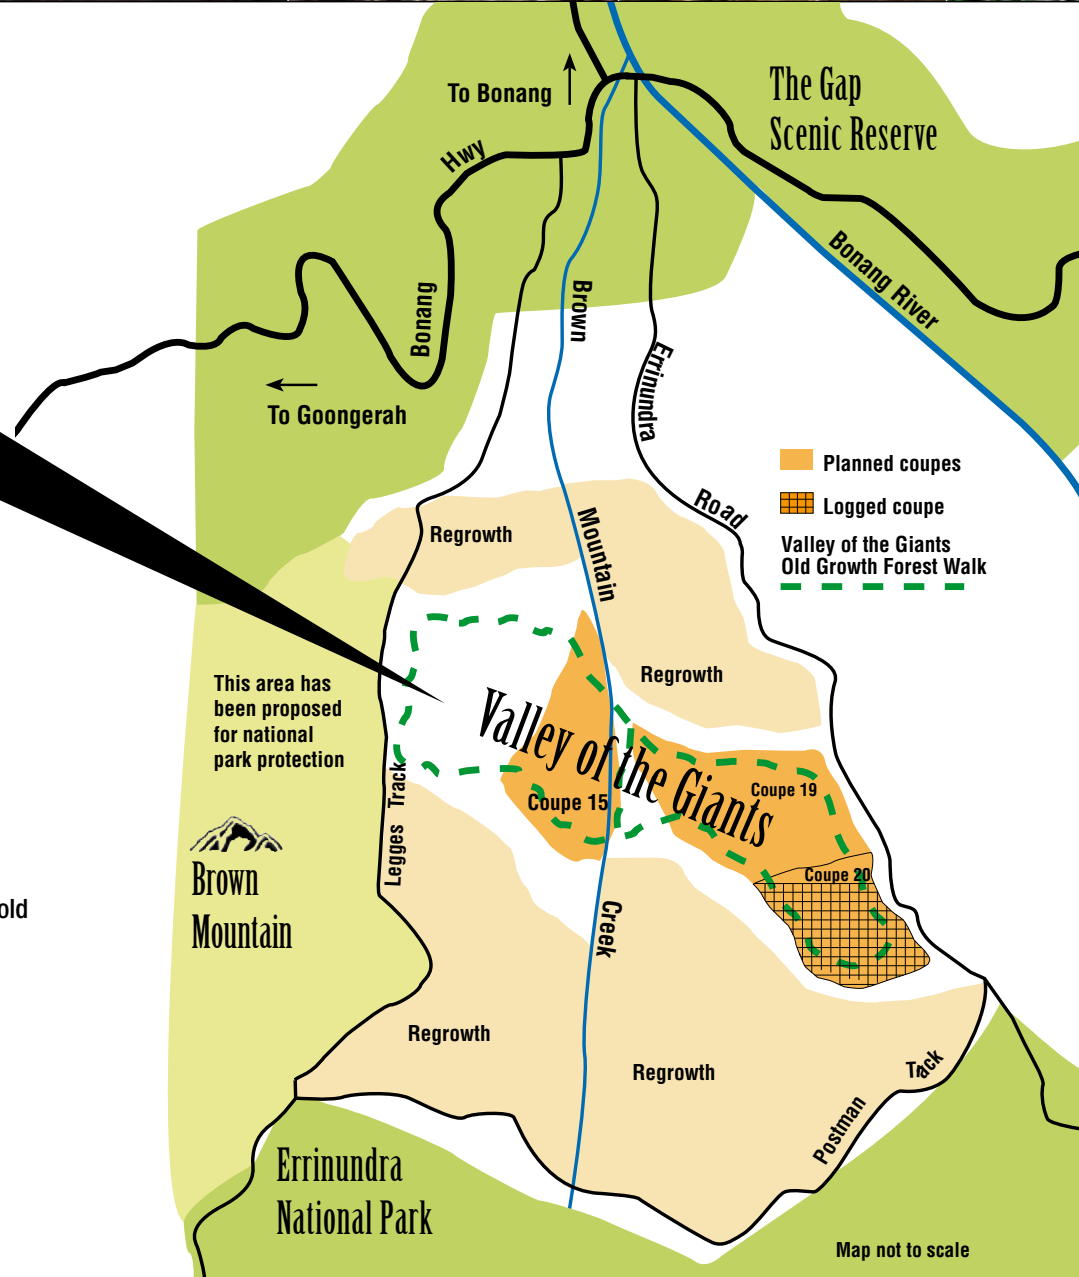 To Bonang
The Gap
Scenic Reserve
Hwy
Bonang River
Bonang
Brown
To Goongerah
Errinundra
Planned coupes
Road
Logged coupe
Regrowth
Mountain
Valley of the Giants
Old Growth Forest Walk
Regrowth
This area has
been proposed
for national
park protection
Valley of the Giants
Coupe 19
Coupe 15
Legges Track
Coupe 20
Brown
Mountain
old
Creek
Regrowth
Regrowth
Postman Track
Errinundra
National Park
Map not to scale